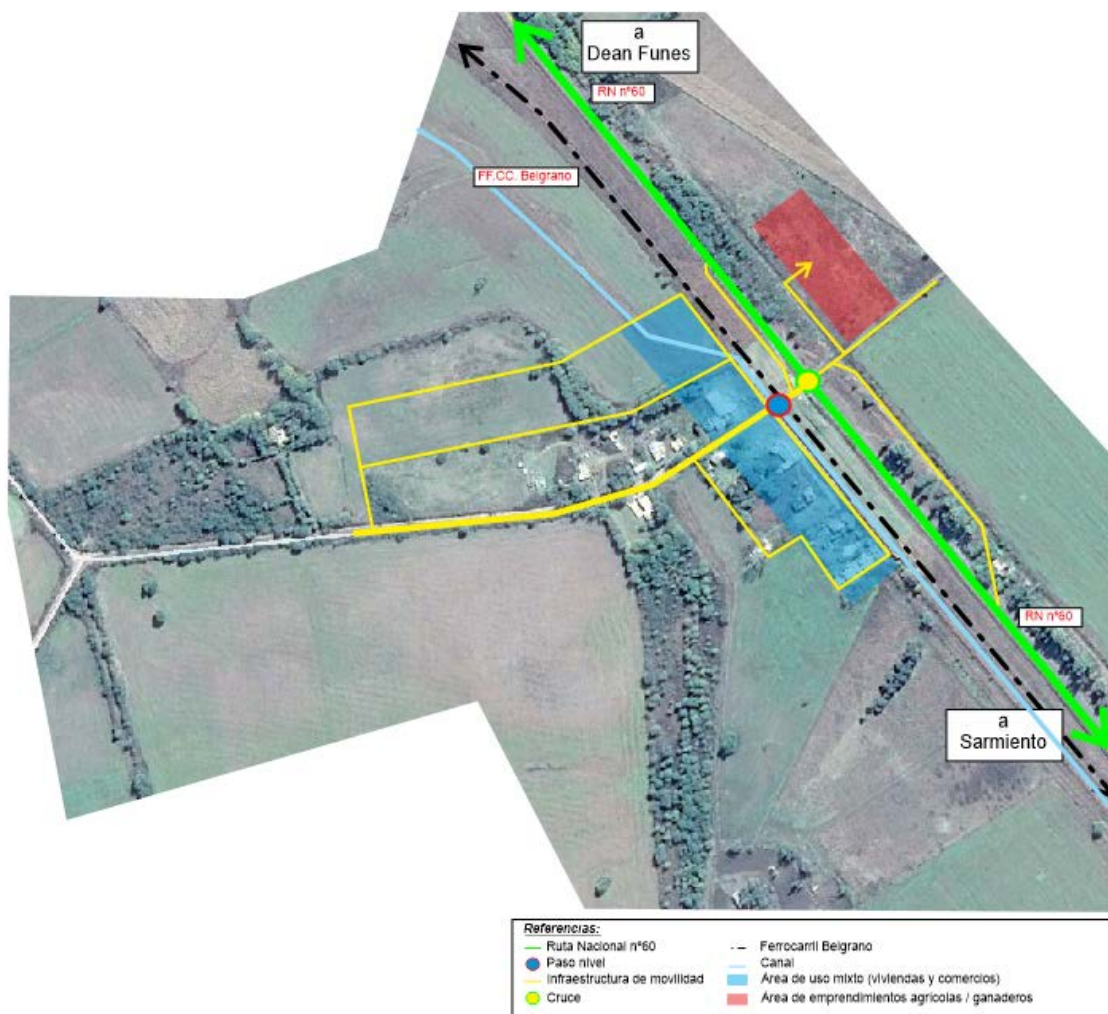 a
Dean Funes
RN nº60
FF.CC. Belgrano
RN nº60
a
Sarmiento
Referencias:
Ruta Nacional nº60
Paso nivel
Infraestructura de movilidad
Cruce
Ferrocarril Belgrano
Canal
Área de uso mixto (viviendas y comercios)
Área de emprendimientos agrícolas / ganaderos